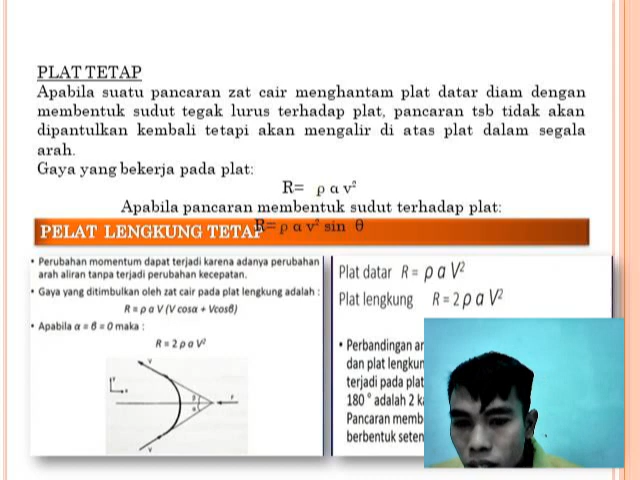 PLAT TETAP
Apabila suatu pancaran zat cair menghantam plat datar diam dengan
membentuk sudut tegak lurus terhadap plat, pancaran tsb tidak akan
dipantulkan kembali tetapi akan mengalir di atas plat dalam segala
arah.
Gaya yang bekerja pada plat:
R= ρ α v²
Apabila pancaran membentuk sudut terhadap plat:
R= ρ α v² sin θ
PELAT LENGKUNG TETAP
• Perubahan momentum dapat terjadi karena adanya perubahan
arah aliran tanpa terjadi perubahan kecepatan.
• Gaya yang ditimbulkan oleh zat cair pada plat lengkung adalah :
R = ρ a V (V cosα + Vcosβ)
• Apabila α = β = 0 maka :
R = 2 ρ a V²
Plat datar R = ρ a V²
Plat lengkung R = 2 ρ a V²
• Perbandingan
dan plat lengkun
terjadi pada plat
180 ° adalah 2
Pancaran memb
berbentuk seten